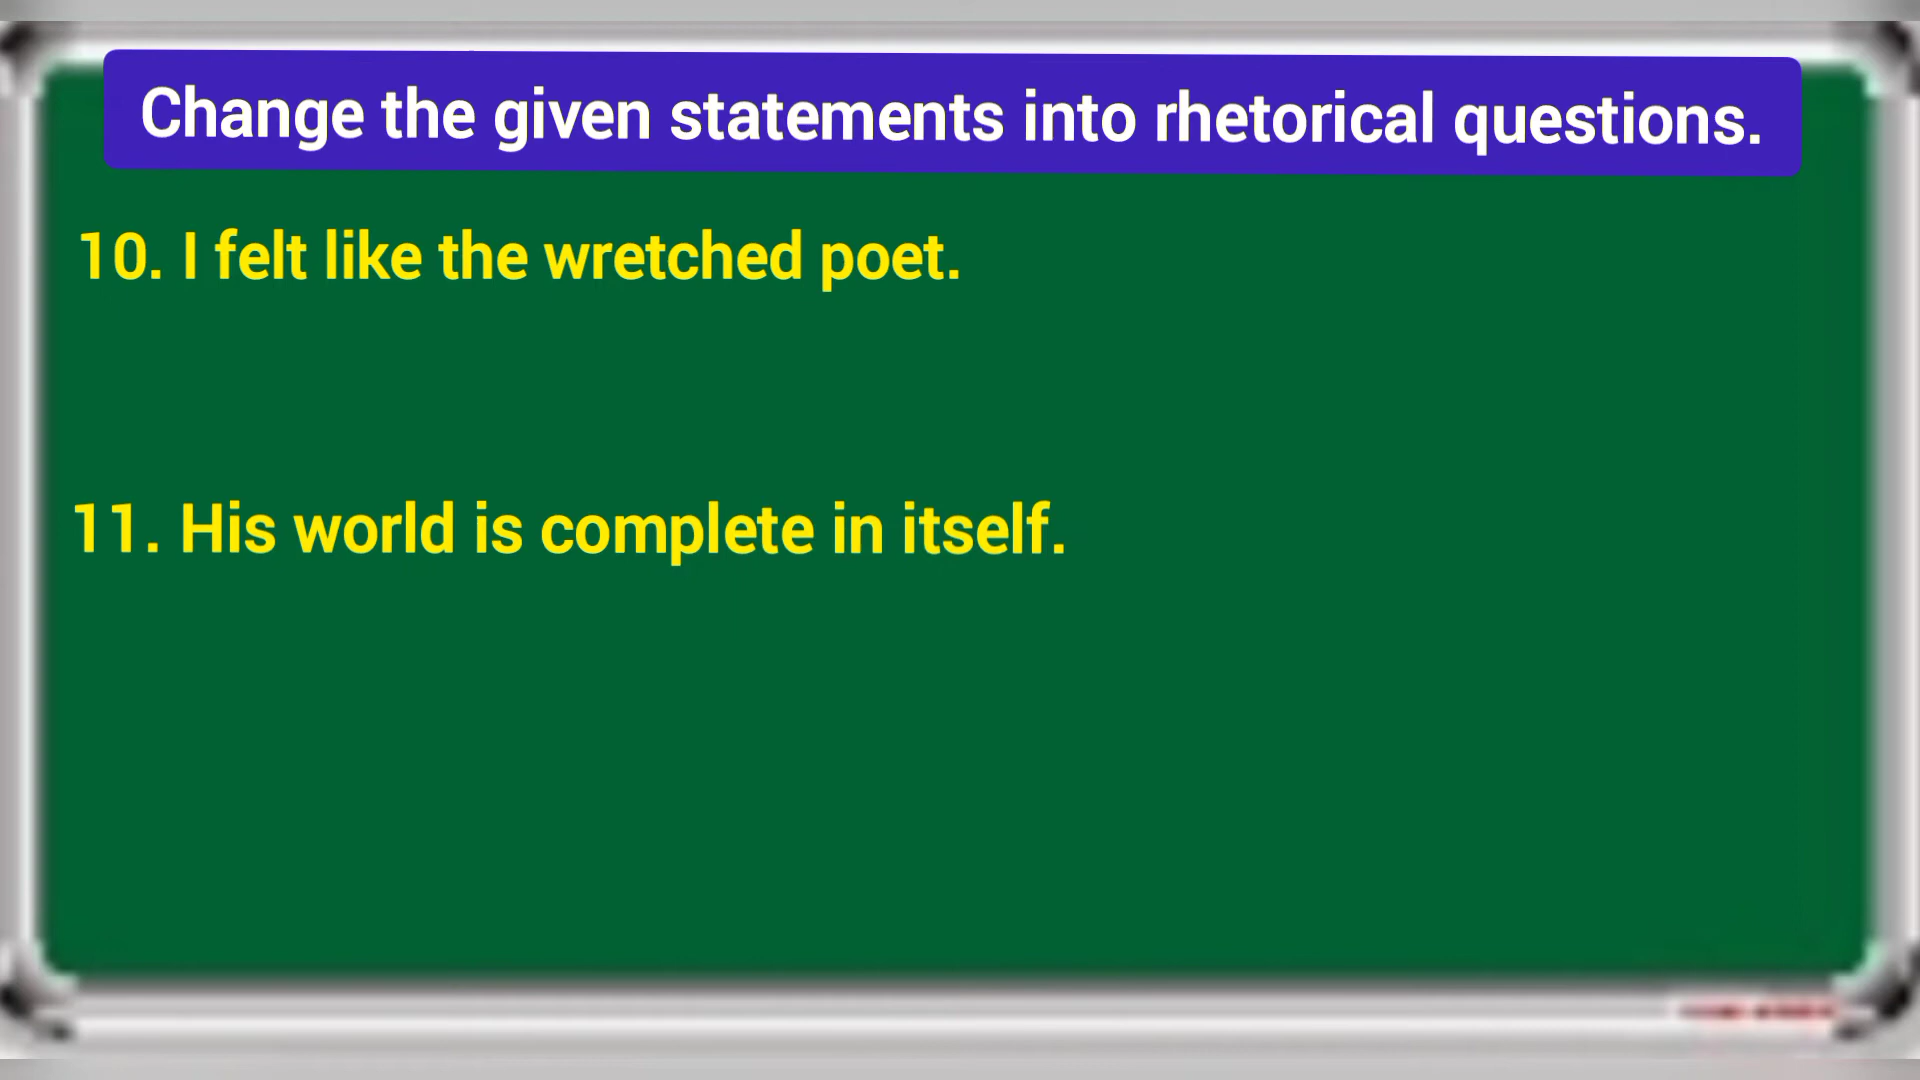 Change the given statements into rhetorical questions.
10. I felt like the wretched poet.
11. His world is complete in itself.